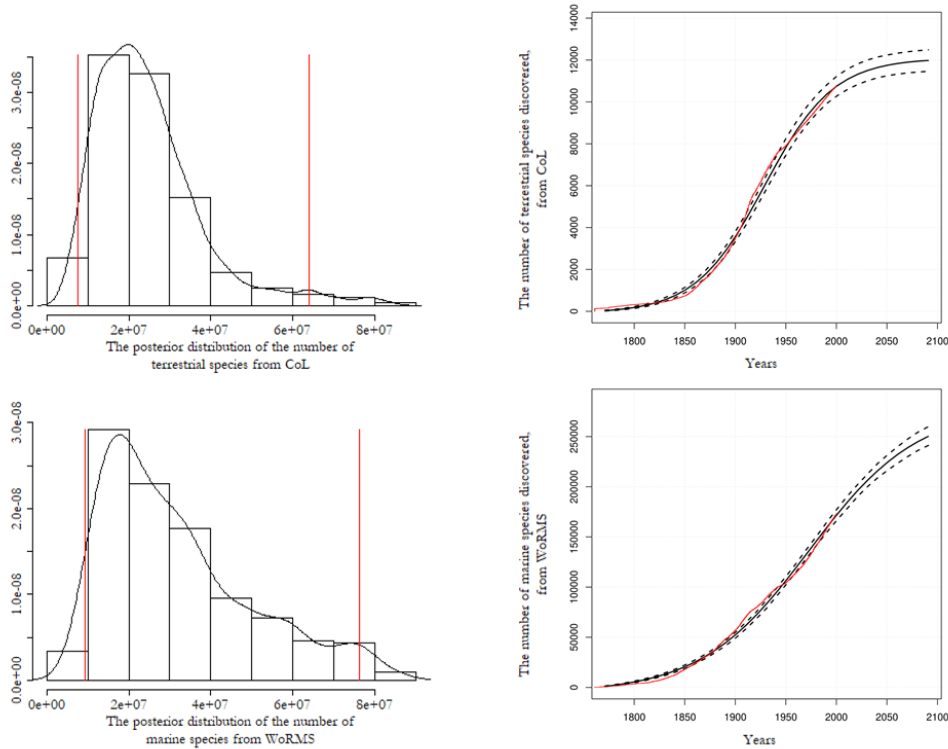 0.0e+00 1.0e-08 2.0e-08 3.0e-08
0e+00 2e+07 4e+07 6e+07 8e+07
The posterior distribution of the number of
terrestrial species from CoL
The number of terrestrial species discovered,
from CoL
0 2000 4000 6000 8000 10000 12000 14000
1800 1850 1900 1950 2000 2050 2100
Years
0.0e+00 1.0e-08 2.0e-08 3.0e-08
0e+00 2e+07 4e+07 6e+07 8e+07
The posterior distribution of the number of
marine species from WoRMS
The number of marine species discovered,
from WoRMS
0 50000 100000 150000 200000 250000
1800 1850 1900 1950 2000 2050 2100
Years